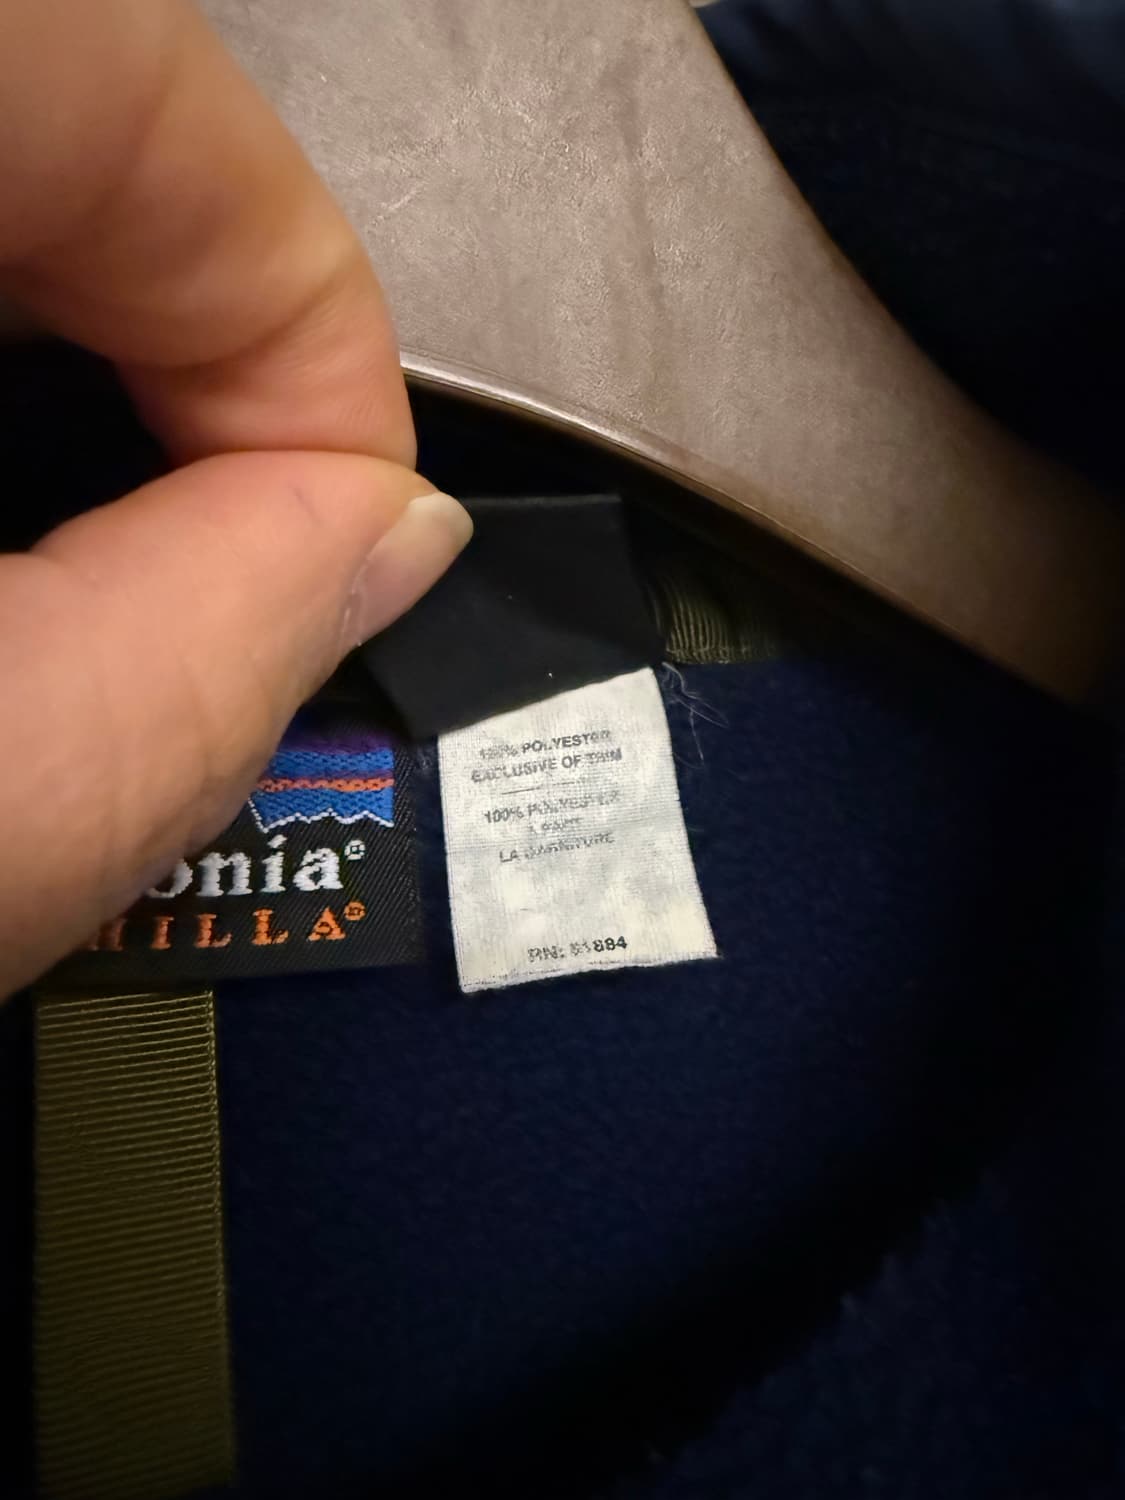 onia®
HILLA®
100% POLYESTER
EXCLUSIVE OF TRIM
100% POLYESTER
LA GARNITURE
RN: 51884